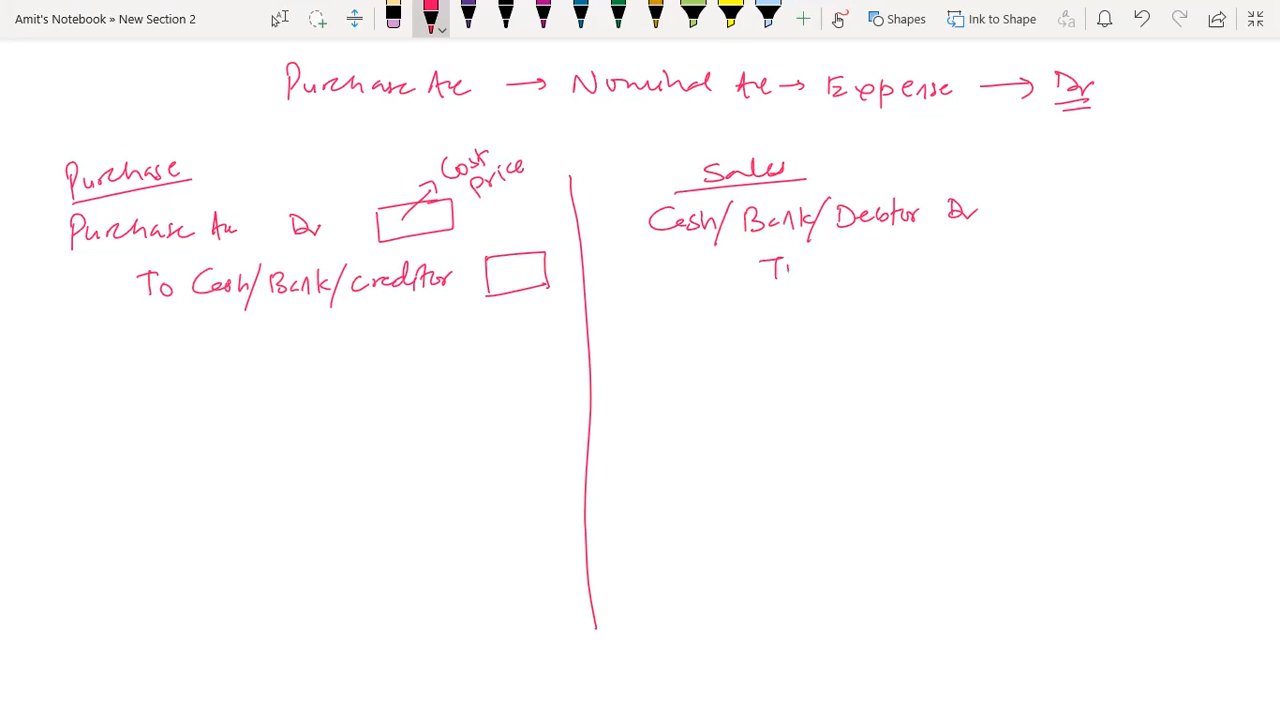 Amit's Notebook » New Section 2
Shapes
Ink to Shape
Purchase A/c → Nominal A/c → Expense → Dr
Purchase
Cost
price
Purchase A/c Dr
To Cash/Bank/Creditor
Sales
Cash/Bank/Debtor Dr
T